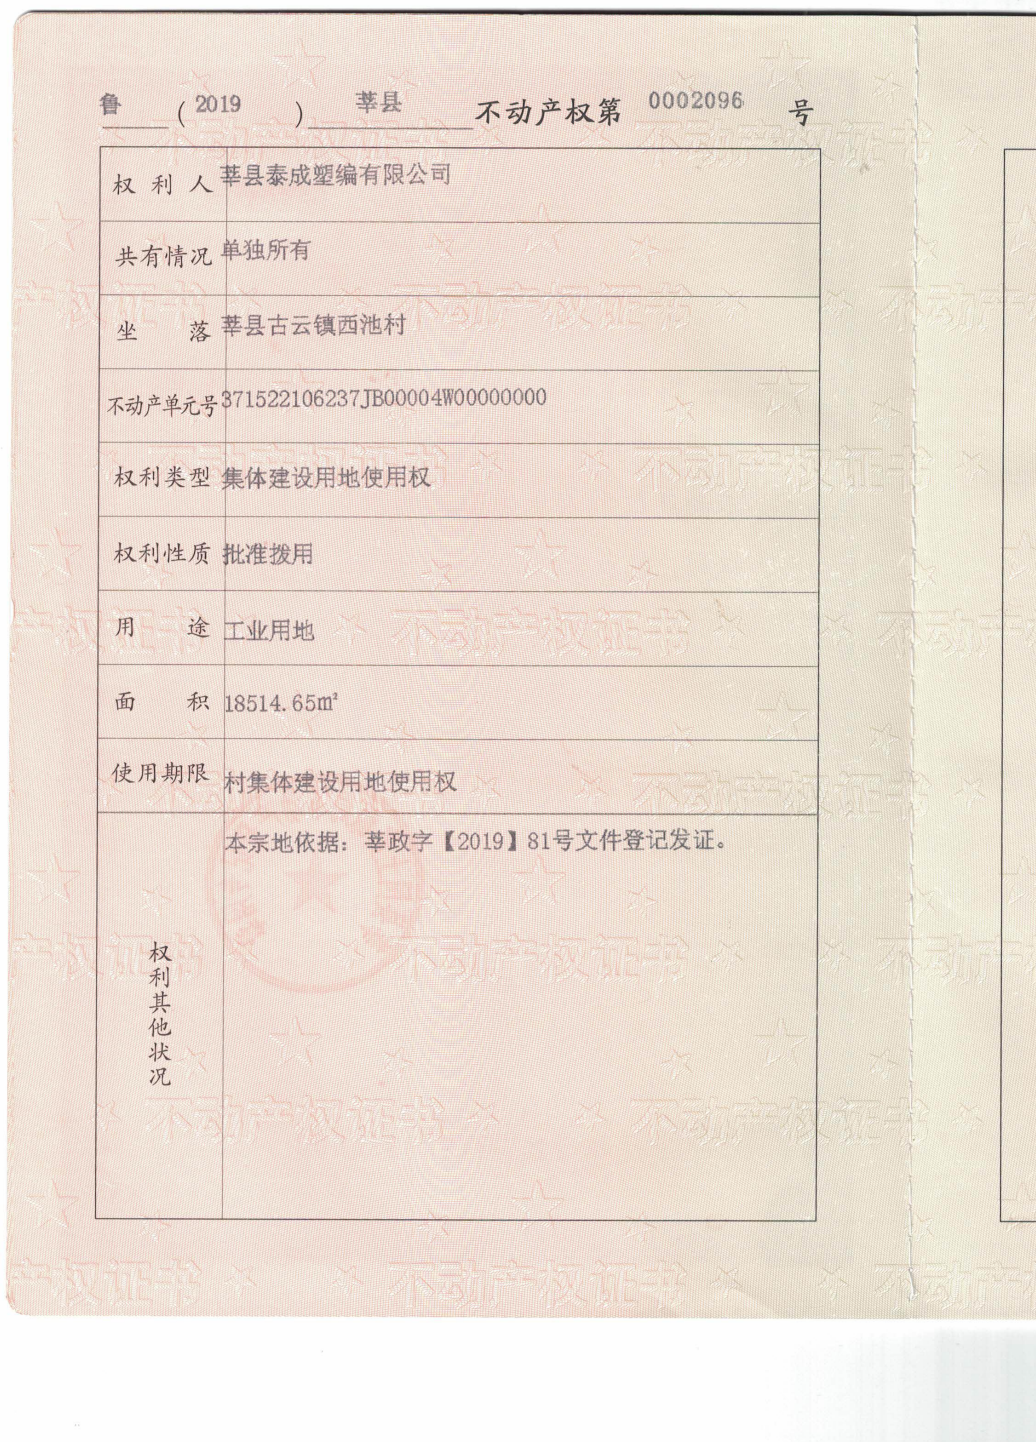 鲁 （ 2019 ） 莘县 不动产权第 0002096 号
权利人 莘县泰成塑编有限公司
共有情况 单独所有
坐落 莘县古云镇西池村
不动产单元号 371522106237JB00004W00000000
权利类型 集体建设用地使用权
权利性质 批准拨用
用途 工业用地
面积 18514.65㎡
使用期限 村集体建设用地使用权
权利其他状况 本宗地依据：莘政字【2019】81号文件登记发证。